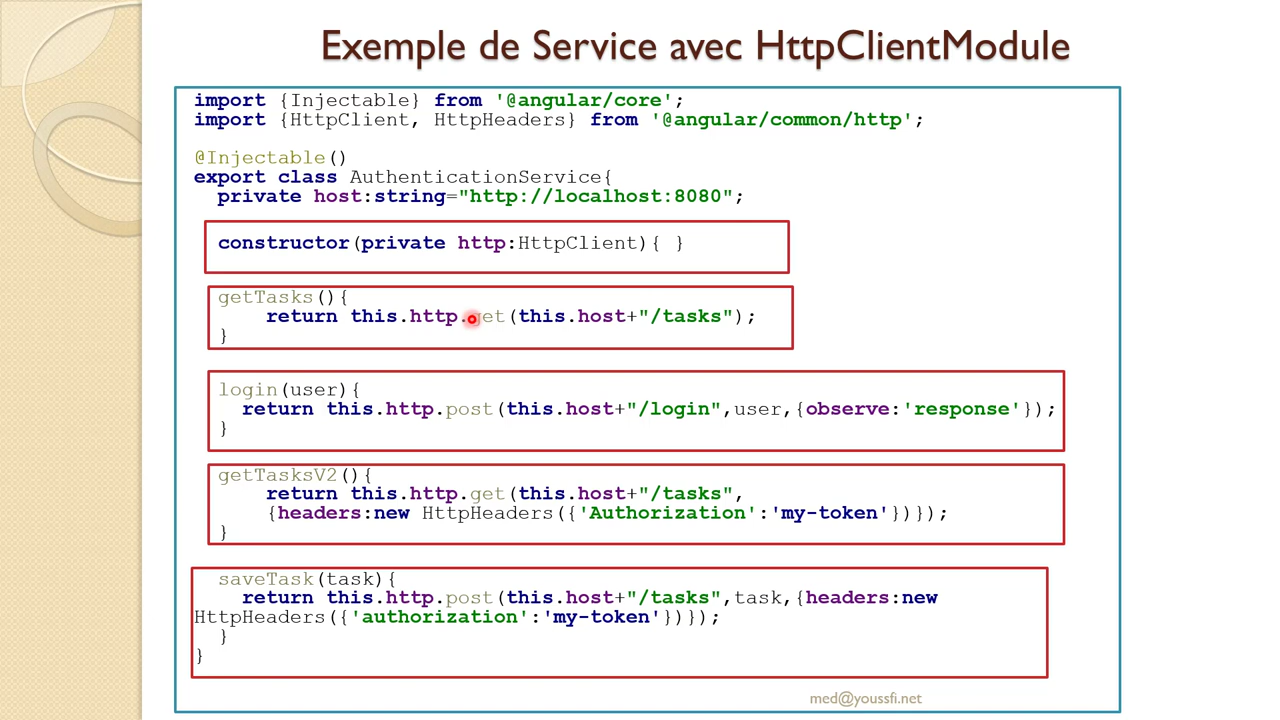 Exemple de Service avec HttpClientModule
import {Injectable} from '@angular/core';
import {HttpClient, HttpHeaders} from '@angular/common/http';
@Injectable()
export class AuthenticationService{
private host:string="http://localhost:8080";
constructor(private http:HttpClient){ }
getTasks(){
return this.http.get(this.host+"/tasks");
}
login(user){
return this.http.post(this.host+"/login",user,{observe:'response'});
}
getTasksV2(){
return this.http.get(this.host+"/tasks",
{headers:new HttpHeaders({'Authorization':'my-token'})});
}
saveTask(task){
return this.http.post(this.host+"/tasks",task,{headers:new
HttpHeaders({'authorization':'my-token'})});
}
}
med@youssfi.net